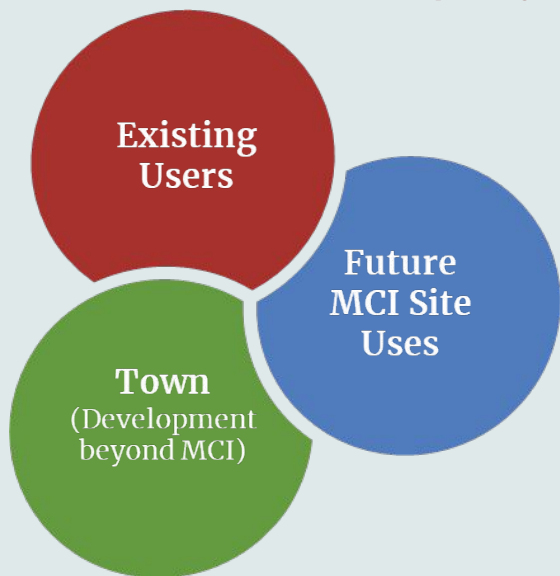 Existing
Users
Future
MCI Site
Uses
Town
(Development
beyond MCI)